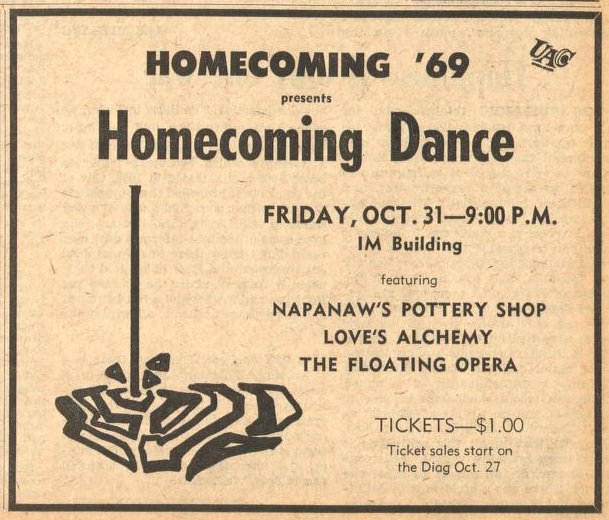 HOMECOMING '69
UAC
presents
Homecoming Dance
FRIDAY, OCT. 31—9:00 P.M.
IM Building
featuring
NAPANAW'S POTTERY SHOP
LOVE'S ALCHEMY
THE FLOATING OPERA
TICKETS—$1.00
Ticket sales start on
the Diag Oct. 27